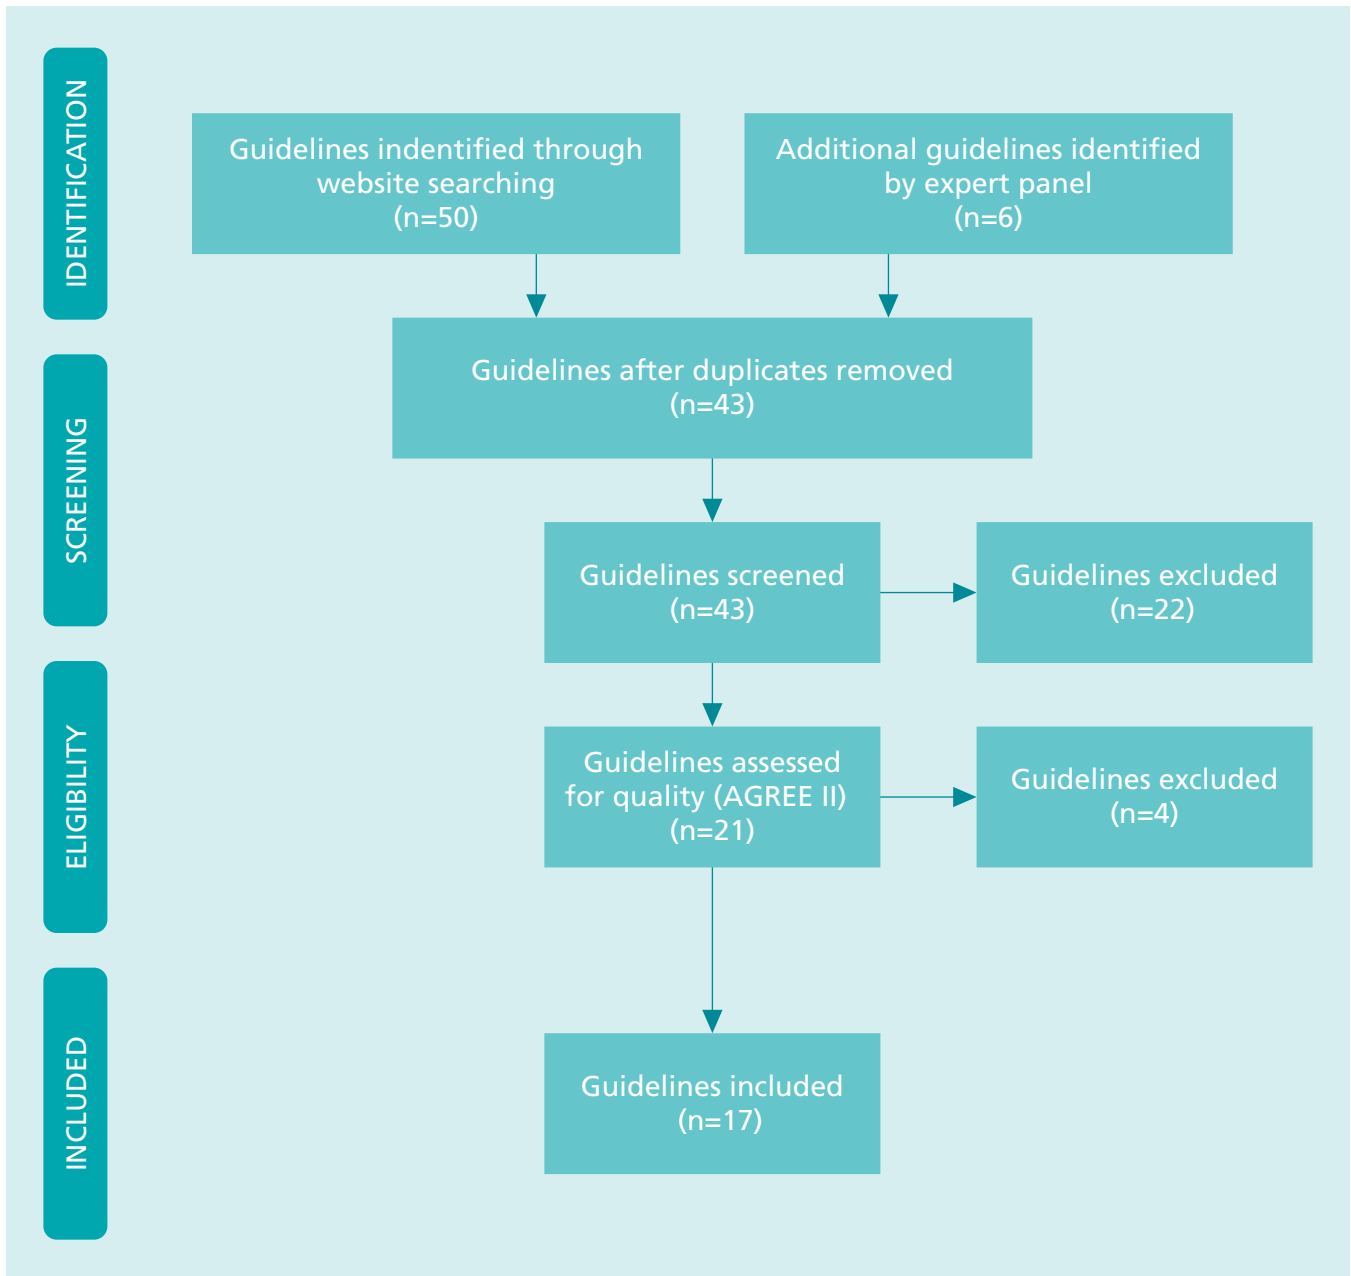 IDENTIFICATION
Guidelines indentified through
website searching
(n=50)
Additional guidelines identified
by expert panel
(n=6)
SCREENING
Guidelines after duplicates removed
(n=43)
Guidelines screened
(n=43)
Guidelines excluded
(n=22)
ELIGIBILITY
Guidelines assessed
for quality (AGREE II)
(n=21)
Guidelines excluded
(n=4)
INCLUDED
Guidelines included
(n=17)